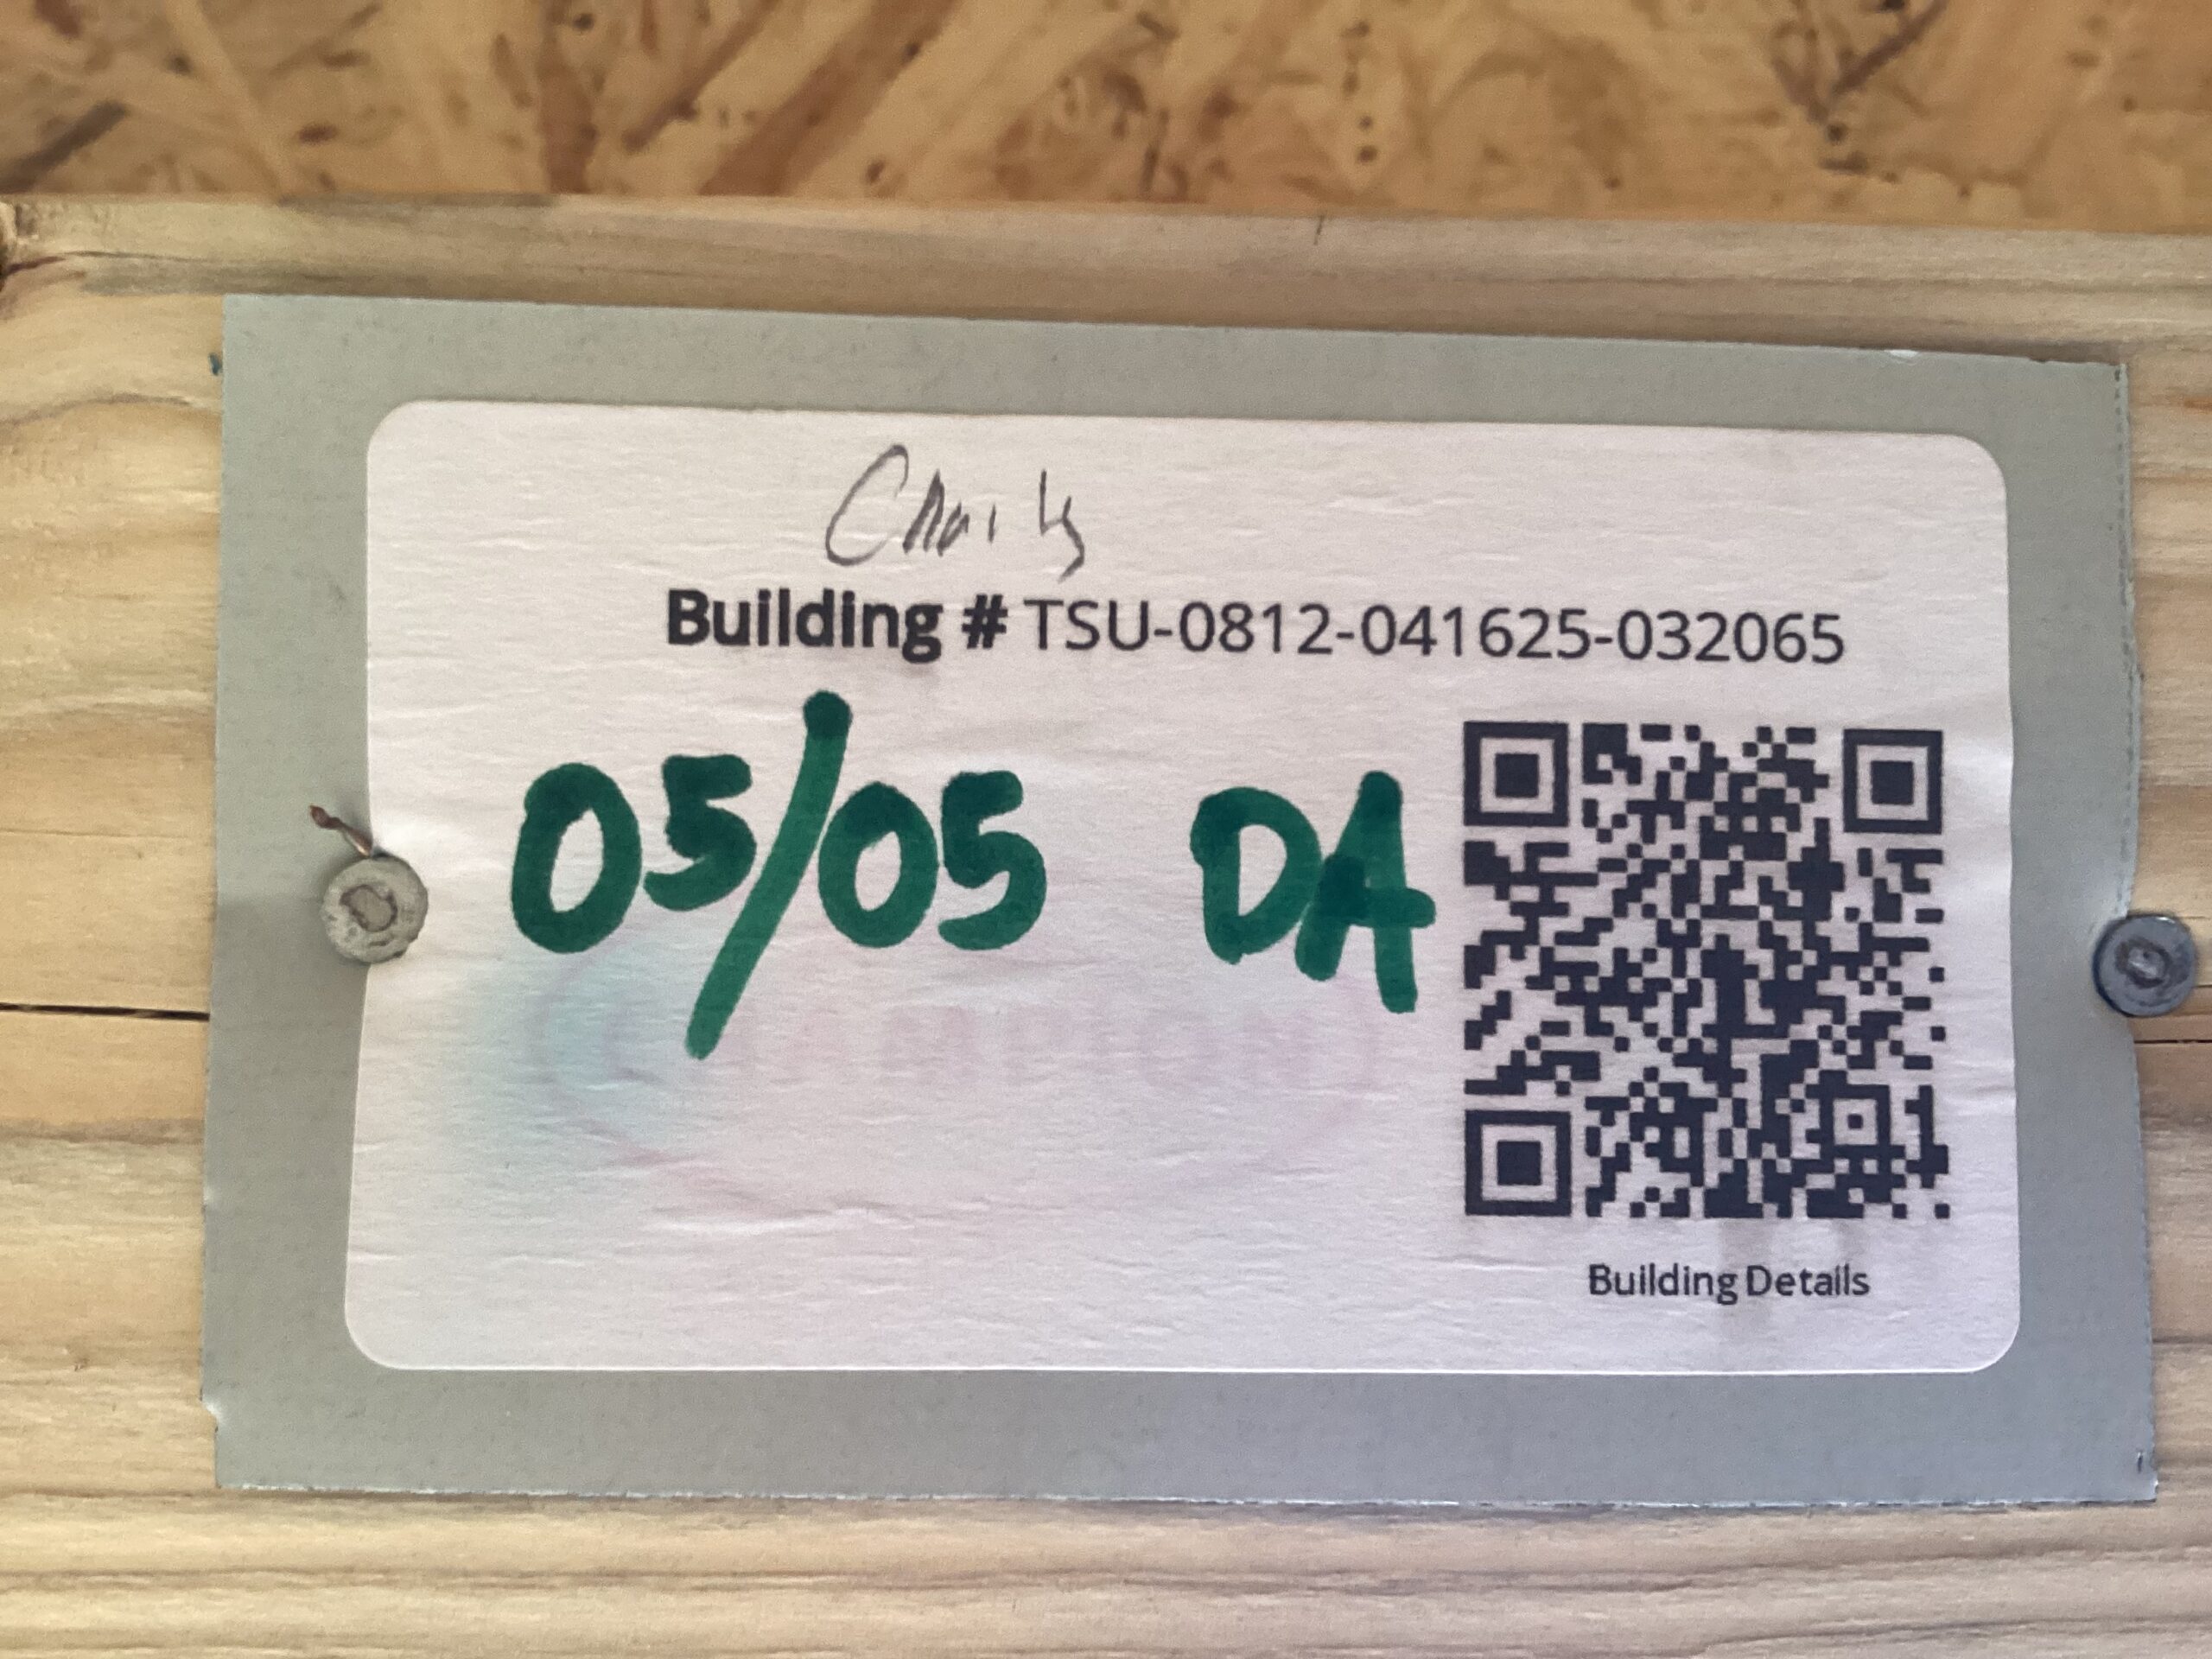 Building # TSU-0812-041625-032065
05/05 DA
Building Details